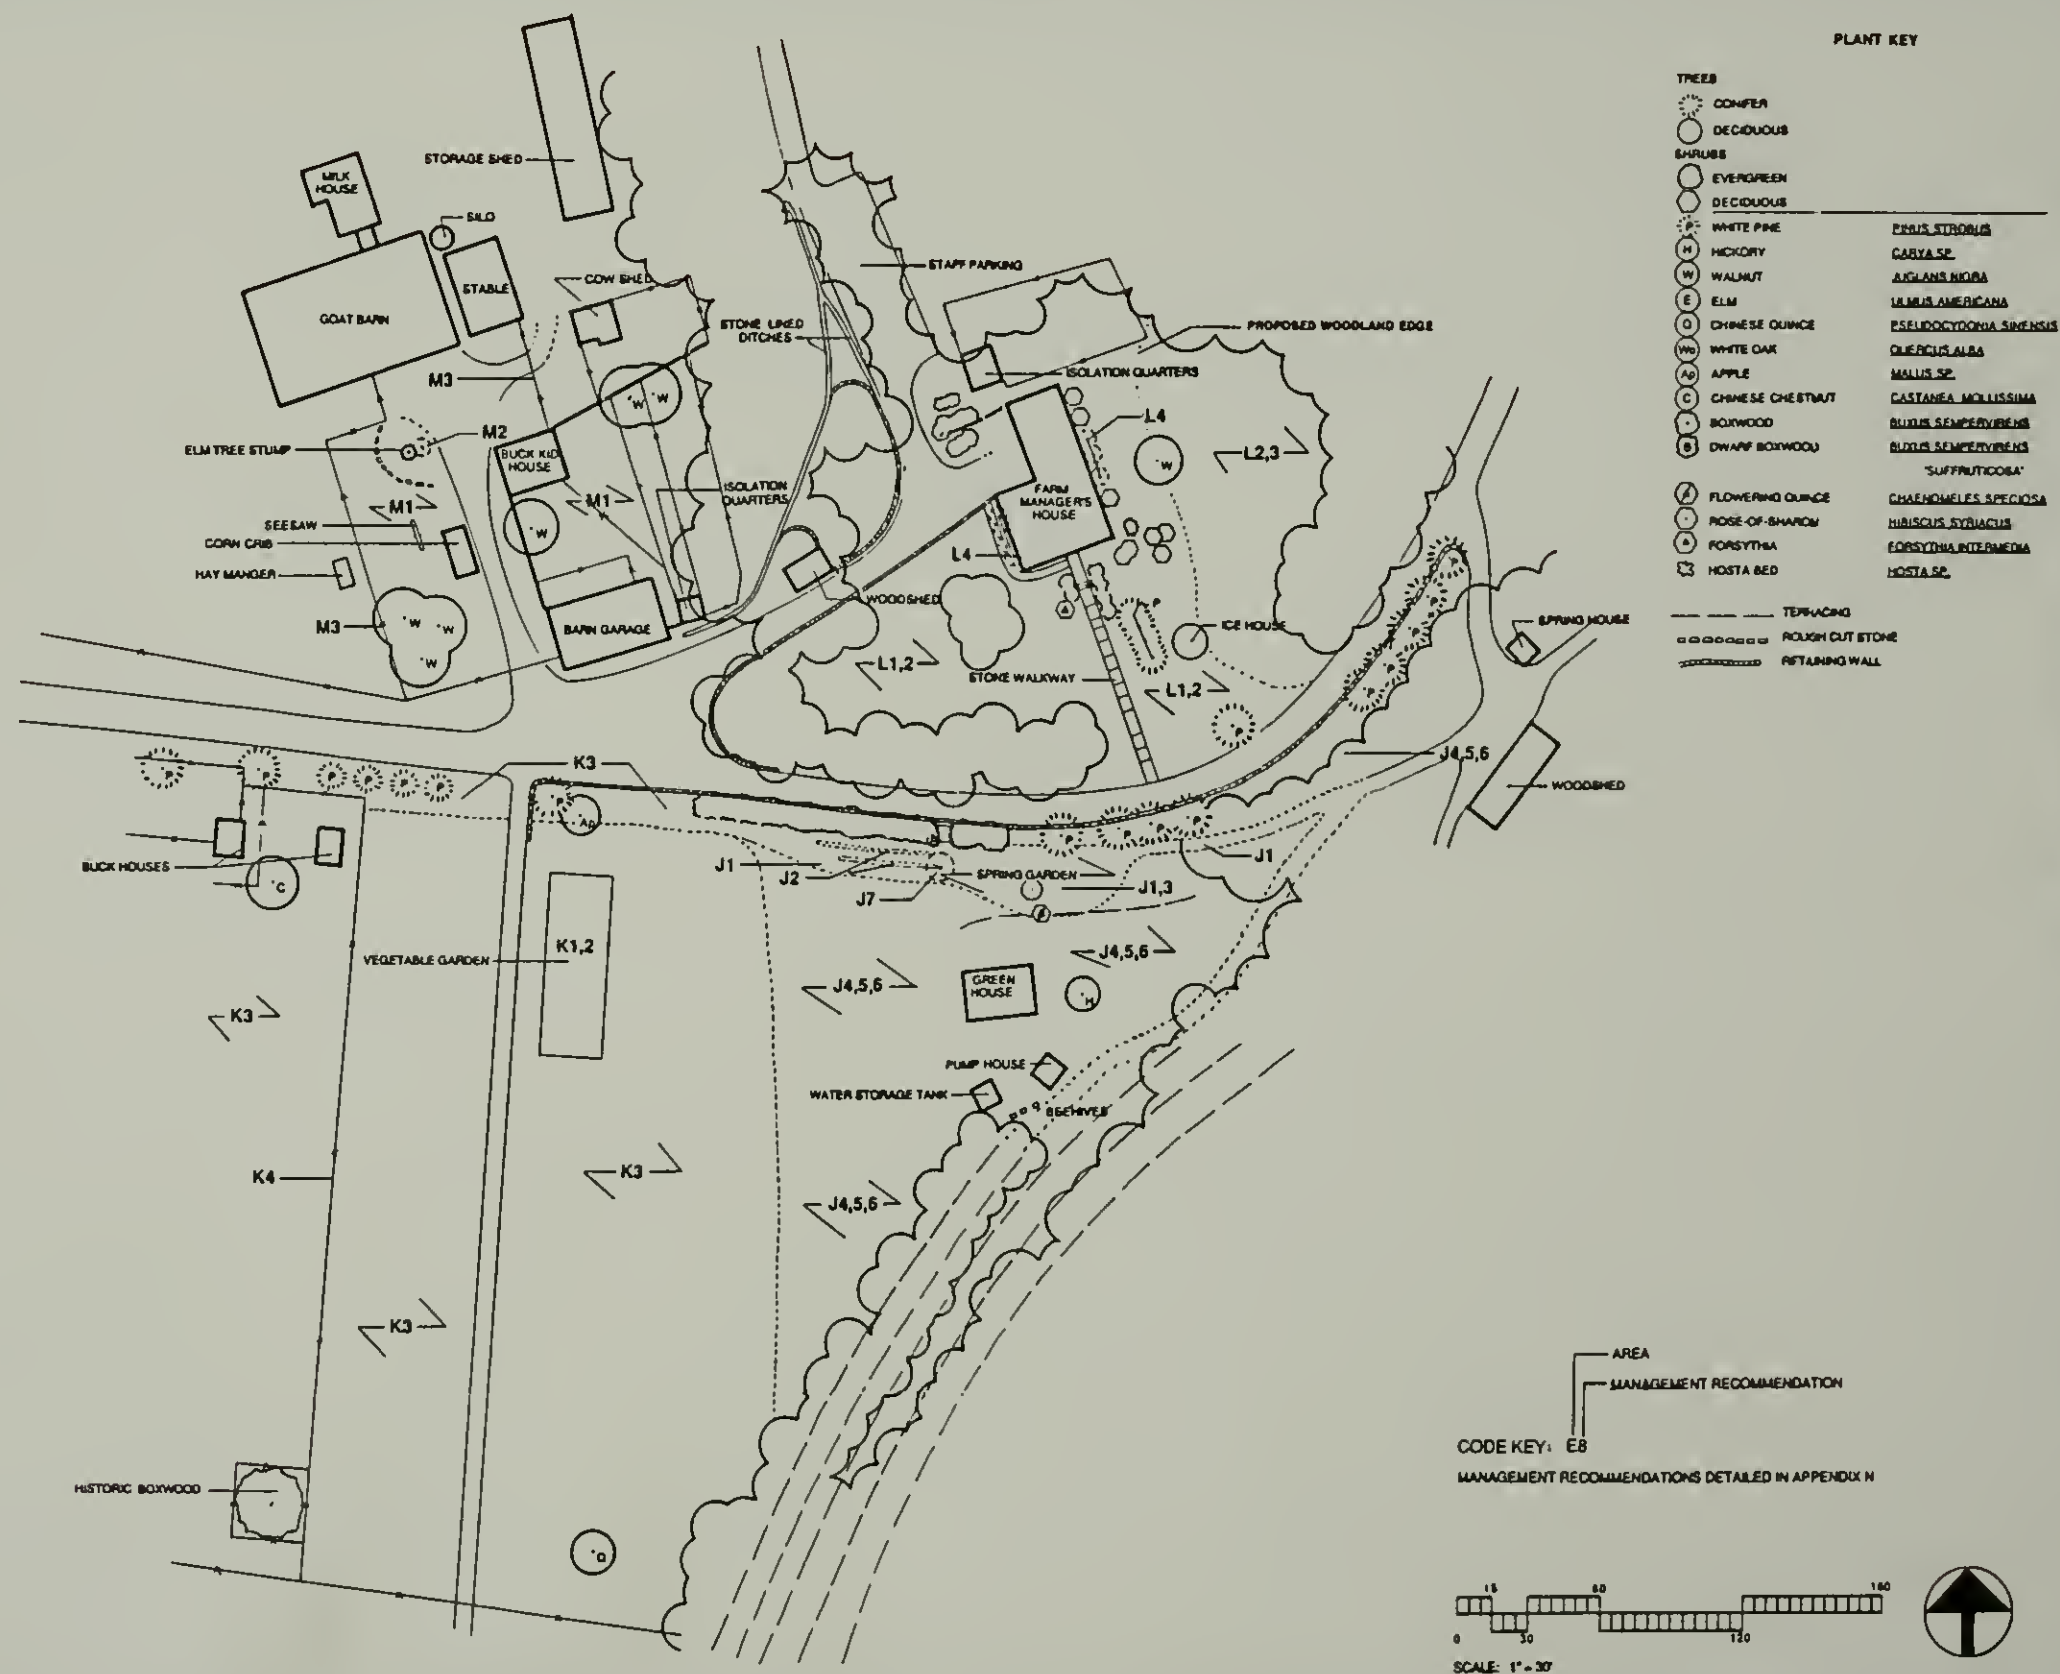 PLANT KEY
TREES
CONIFER
DECIDUOUS
SHRUBS
EVERGREEN
DECIDUOUS
P WHITE PINE PINUS STROBUS
H HICKORY CARYA SP.
W WALNUT JUGLANS NIGRA
E ELM ULMUS AMERICANA
Q CHINESE QUINCE PSEUDOCYDONIA SINENSIS
Wo WHITE OAK QUERCUS ALBA
Ap APPLE MALUS SP.
C CHINESE CHESTNUT CASTANEA MOLLISSIMA
BOXWOOD BUXUS SEMPERVIRENS
B DWARF BOXWOOD BUXUS SEMPERVIRENS
'SUFFRUTICOSA'
FLOWERING QUINCE CHAENOMELES SPECIOSA
ROSE-OF-SHARON HIBISCUS SYRIACUS
FORSYTHIA FORSYTHIA INTERMEDIA
HOSTA BED HOSTA SP.
TERRACING
ROUGH CUT STONE
RETAINING WALL
STORAGE SHED
MILK
HOUSE
SILO
STABLE
GOAT BARN
COW SHED
STAFF PARKING
STONE LINED
DITCHES
PROPOSED WOODLAND EDGE
ISOLATION QUARTERS
M3
L4
W W
M2
ELM TREE STUMP
BUCK KID
HOUSE
W
L2,3
ISOLATION
QUARTERS
FARM
MANAGER'S
HOUSE
M1
M1
SEESAW
CORN CRIB
W
L4
HAY MANGER
WOODSHED
P
M3
W W
W
BARN GARAGE
ICE HOUSE
SPRING HOUSE
L1,2
STONE WALKWAY
L1,2
P
P
P
J4,5,6
K3
WOODSHED
P P P P P P
P
Ap
P P P P
BUCK HOUSES
C
J1
J2
J7
SPRING GARDEN
J1
J1,3
VEGETABLE GARDEN
K1,2
J4,5,6
J4,5,6
GREEN
HOUSE
H
K3
PUMP HOUSE
WATER STORAGE TANK
BEEHIVES
K4
K3
J4,5,6
K3
HISTORIC BOXWOOD
Q
AREA
MANAGEMENT RECOMMENDATION
CODE KEY: E8
MANAGEMENT RECOMMENDATIONS DETAILED IN APPENDIX N
15 60 180
0 30 120
SCALE: 1" = 30'